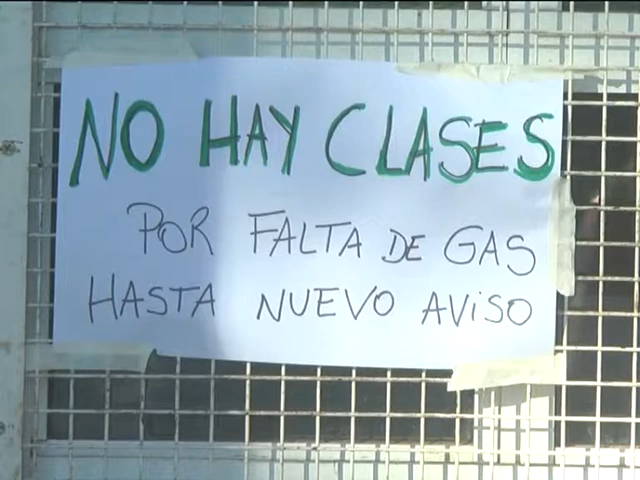 NO HAY CLASES
POR FALTA DE GAS
HASTA NUEVO AVISO